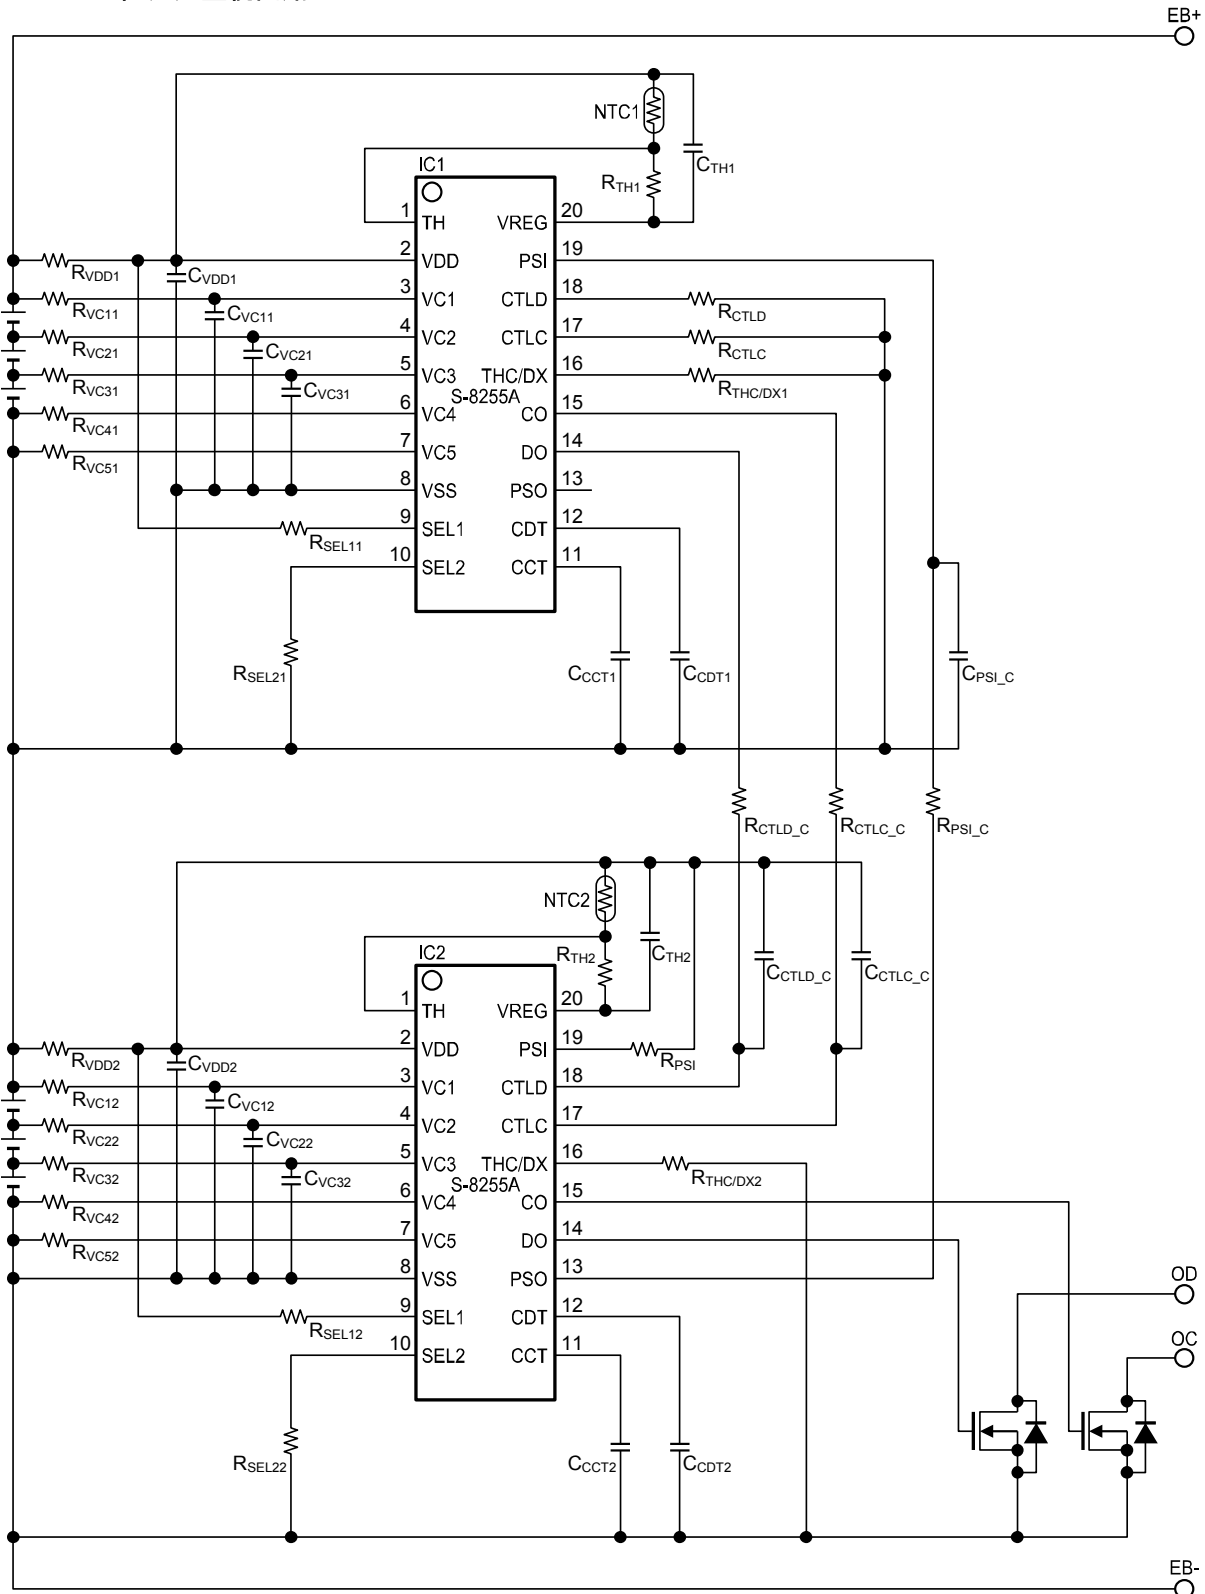 EB+
NTC1
CTH1
RTH1
IC1
1 TH VREG 20
2 VDD PSI 19
RVDD1 CVDD1
3 VC1 CTLD 18
RVC11 CVC11 RCTLD
4 VC2 CTLC 17
RVC21 CVC21 RCTLC
5 VC3 THC/DX 16
RVC31 CVC31 S-8255A RTHC/DX1
6 VC4 CO 15
RVC41
7 VC5 DO 14
RVC51
8 VSS PSO 13
9 SEL1 CDT 12
RSEL11
10 SEL2 CCT 11
RSEL21 CCCT1 CCDT1 CPSI_C
RCTLD_C RCTLC_C RPSI_C
NTC2
RTH2 CTH2 CCTLD_C CCTLC_C
IC2
1 TH VREG 20
2 VDD PSI 19
RVDD2 CVDD2 RPSI
3 VC1 CTLD 18
RVC12 CVC12
4 VC2 CTLC 17
RVC22 CVC22
5 VC3 THC/DX 16
RVC32 CVC32 S-8255A RTHC/DX2
6 VC4 CO 15
RVC42
7 VC5 DO 14
RVC52
8 VSS PSO 13
OD
9 SEL1 CDT 12
RSEL12
OC
10 SEL2 CCT 11
RSEL22 CCCT2 CCDT2
EB-